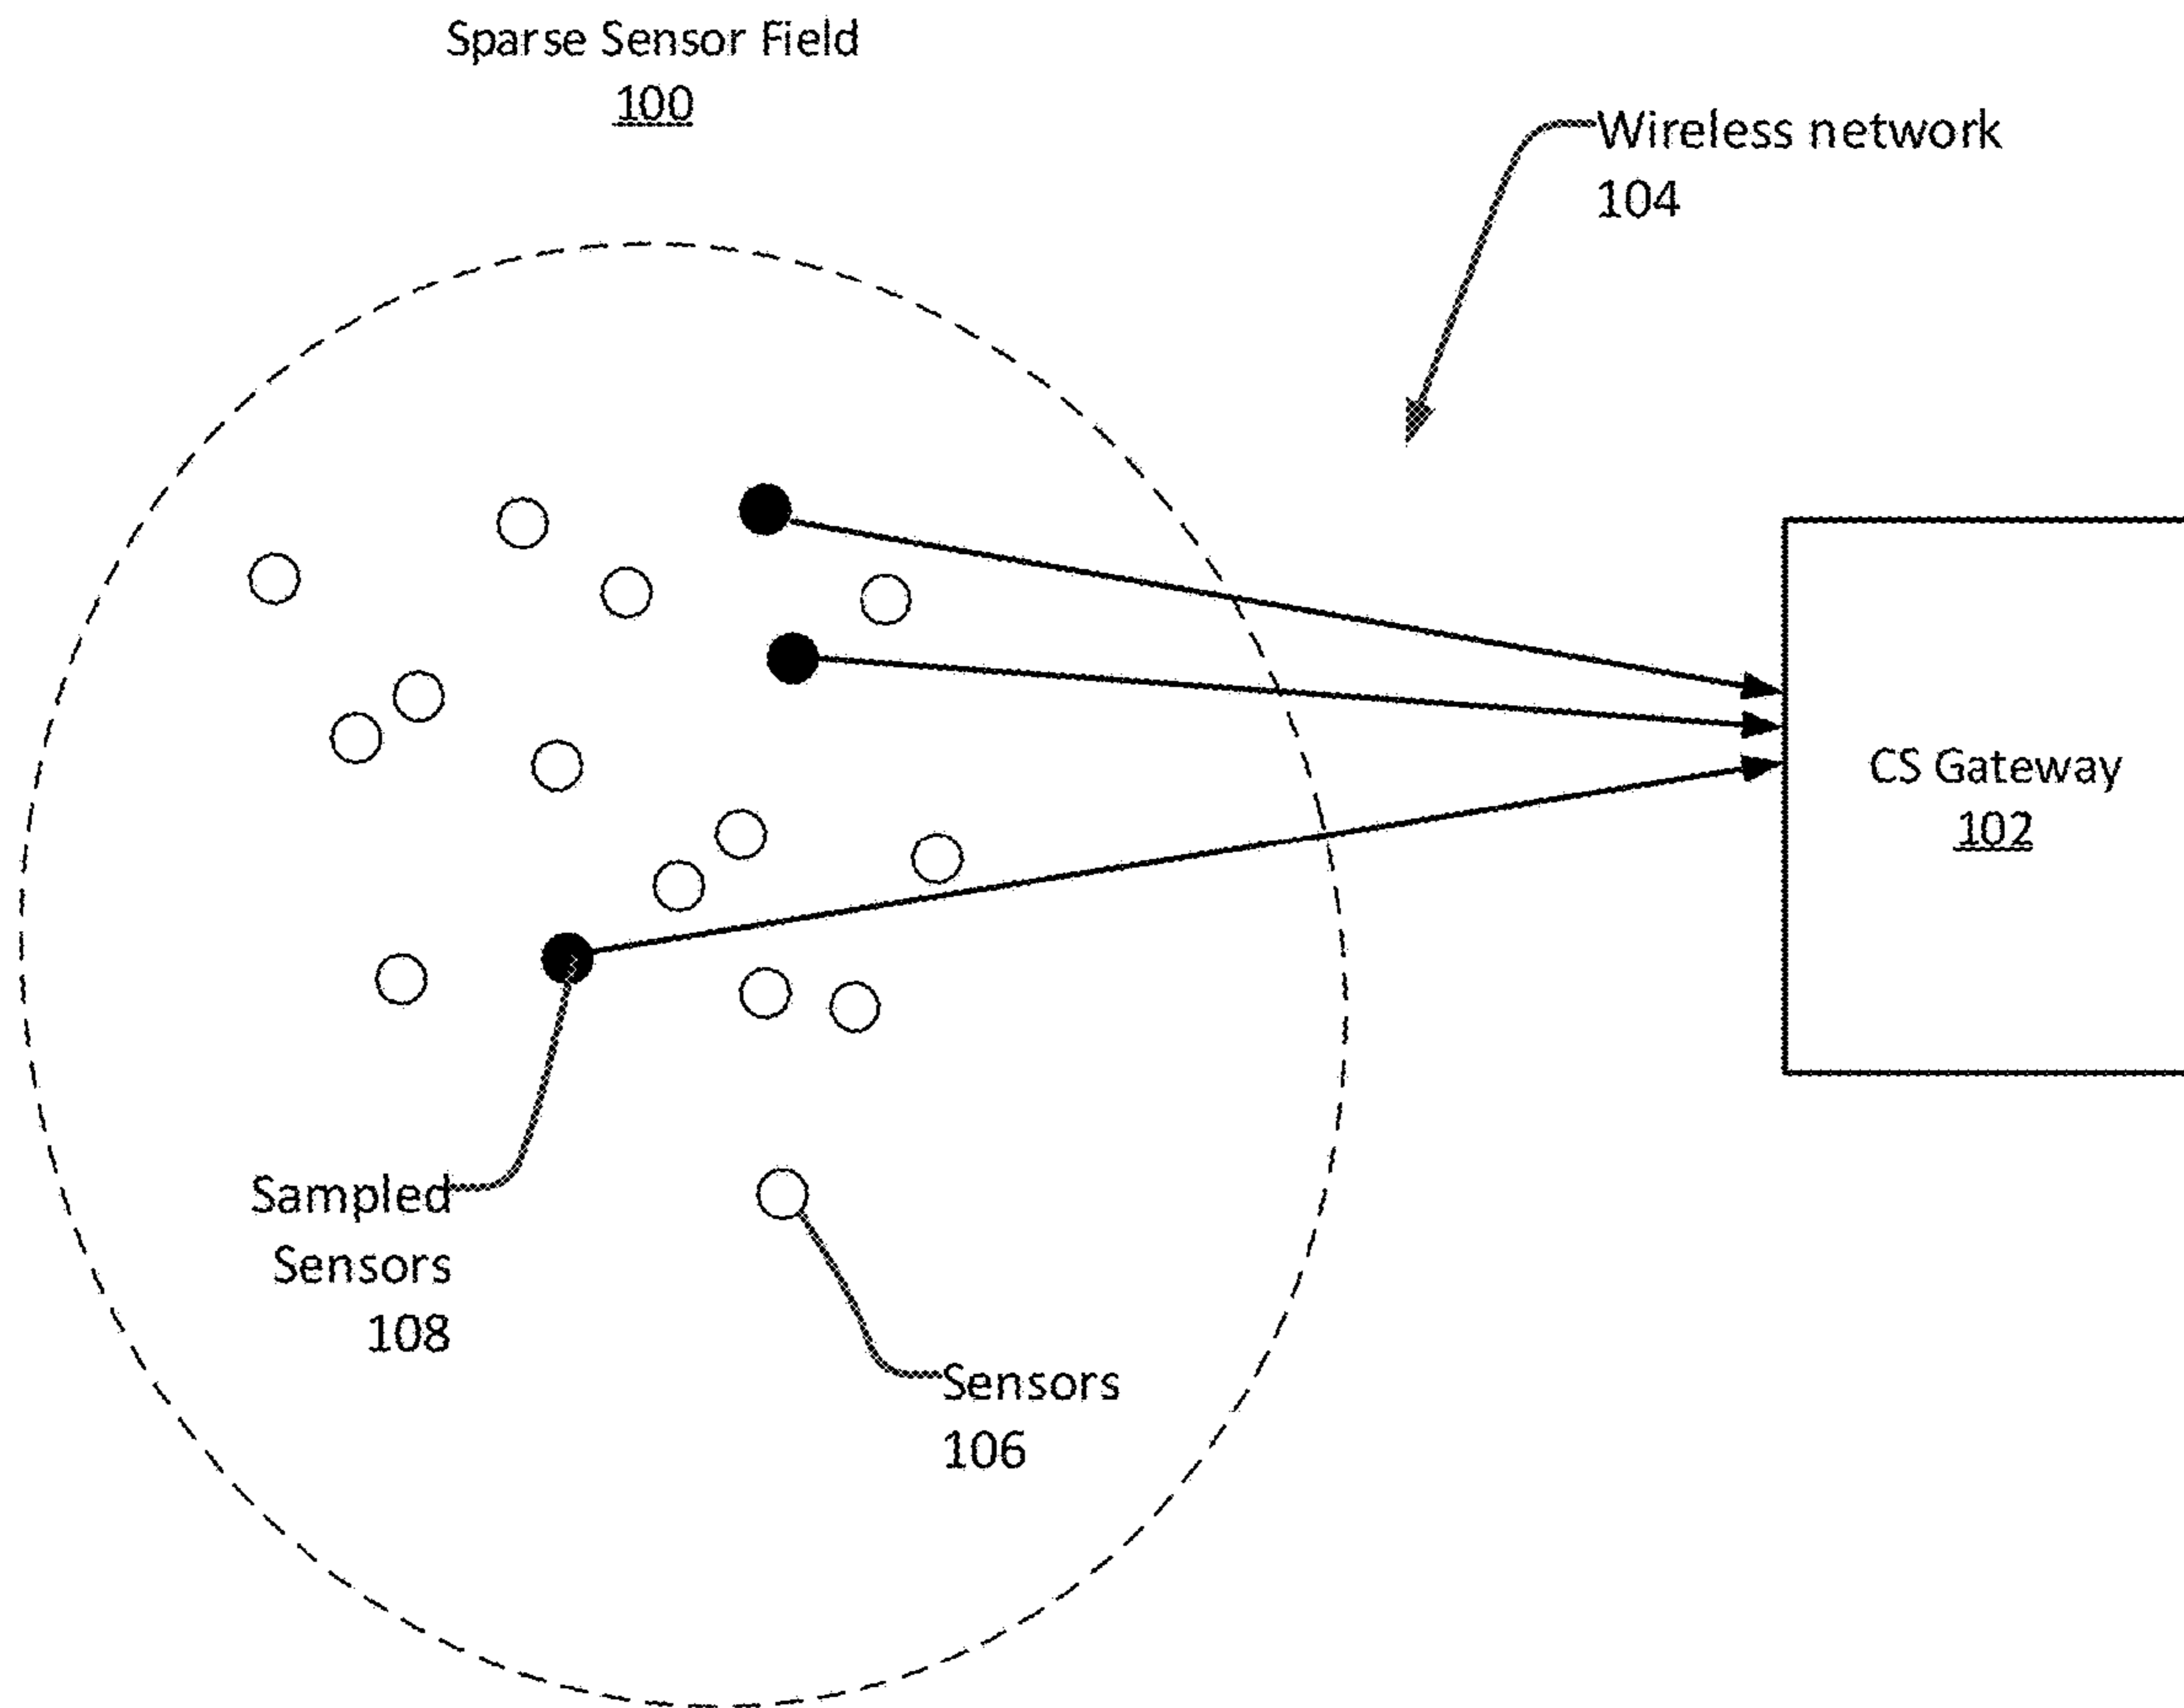 Sparse Sensor Field
100
Wireless network
104
CS Gateway
102
Sampled
Sensors
108
Sensors
106